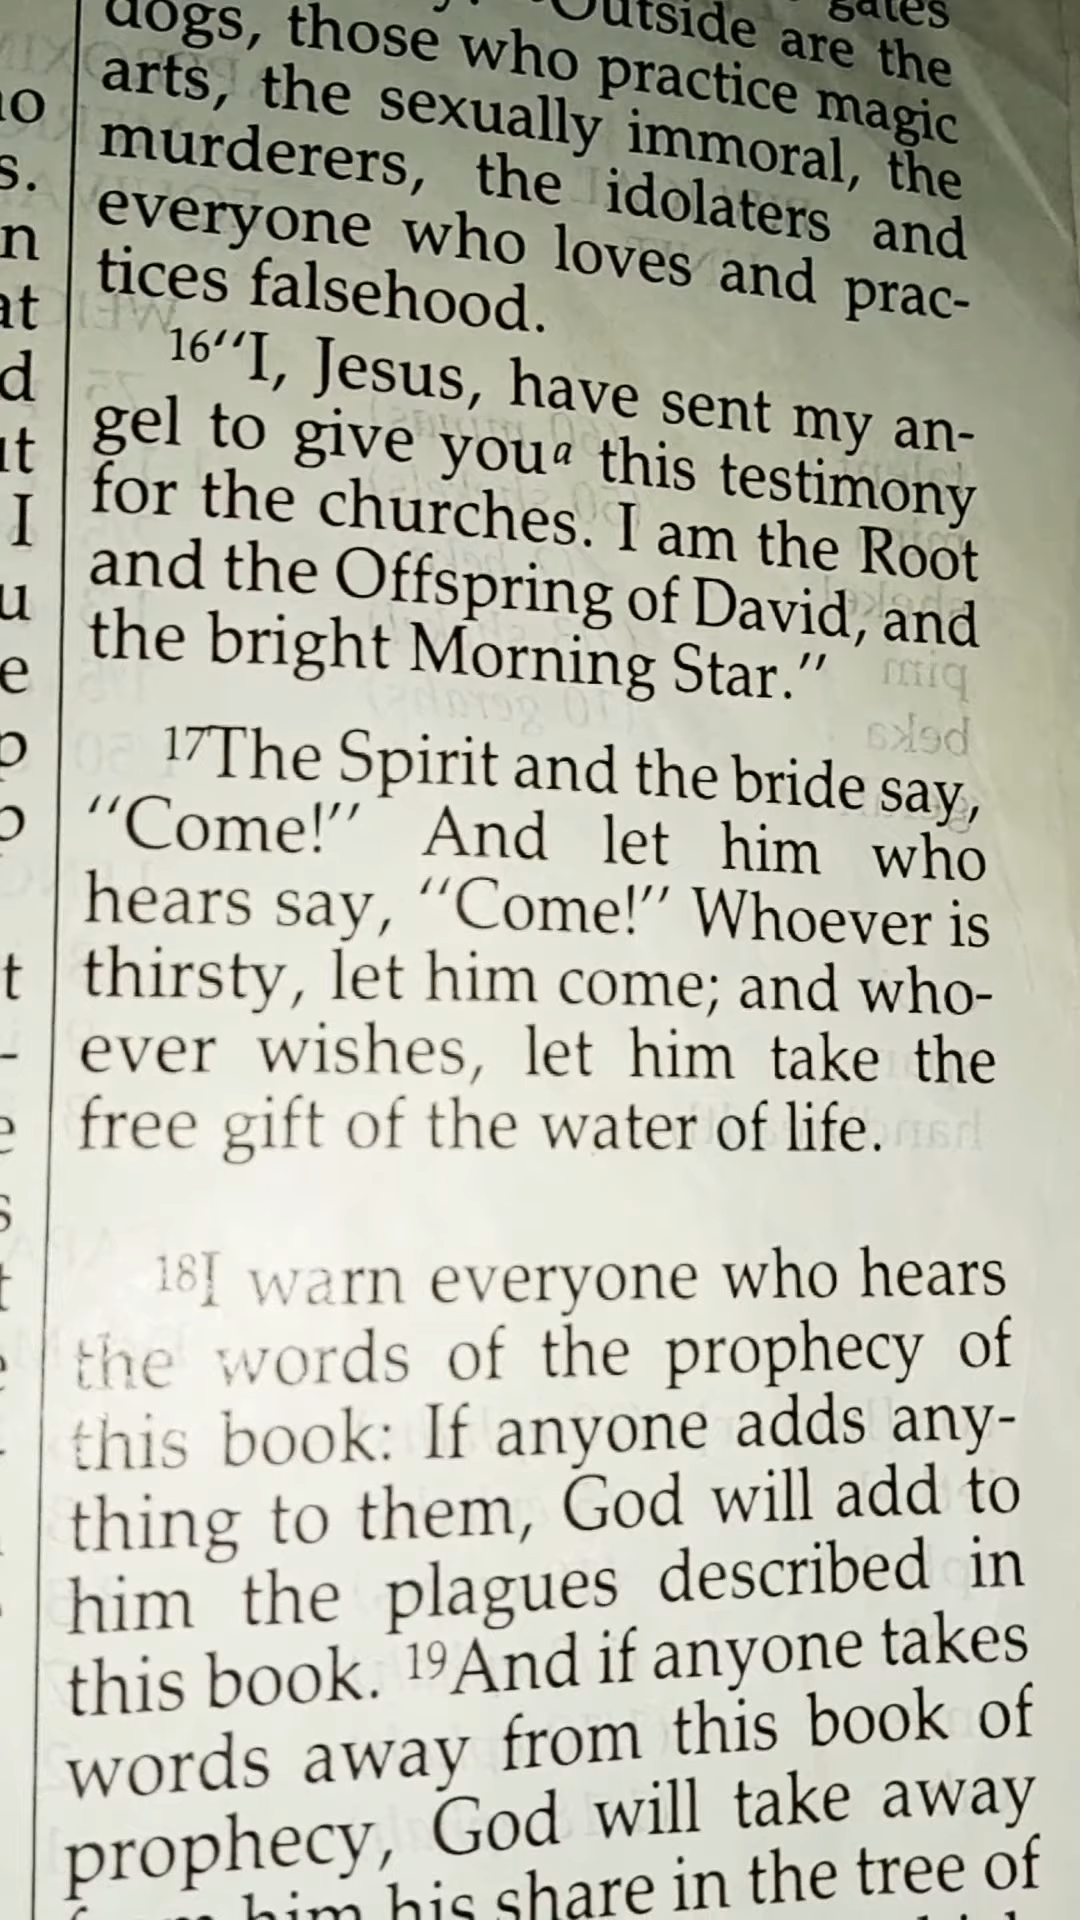 Outside are the
dogs, those who practice magic
arts, the sexually immoral, the
murderers, the idolaters and
everyone who loves and prac-
tices falsehood.
16“I, Jesus, have sent my an-
gel to give youa this testimony
for the churches. I am the Root
and the Offspring of David, and
the bright Morning Star.”
17The Spirit and the bride say,
“Come!” And let him who
hears say, “Come!” Whoever is
thirsty, let him come; and who-
ever wishes, let him take the
free gift of the water of life.
18I warn everyone who hears
the words of the prophecy of
this book: If anyone adds any-
thing to them, God will add to
him the plagues described in
this book. 19And if anyone takes
words away from this book of
prophecy, God will take away
from him his share in the tree of